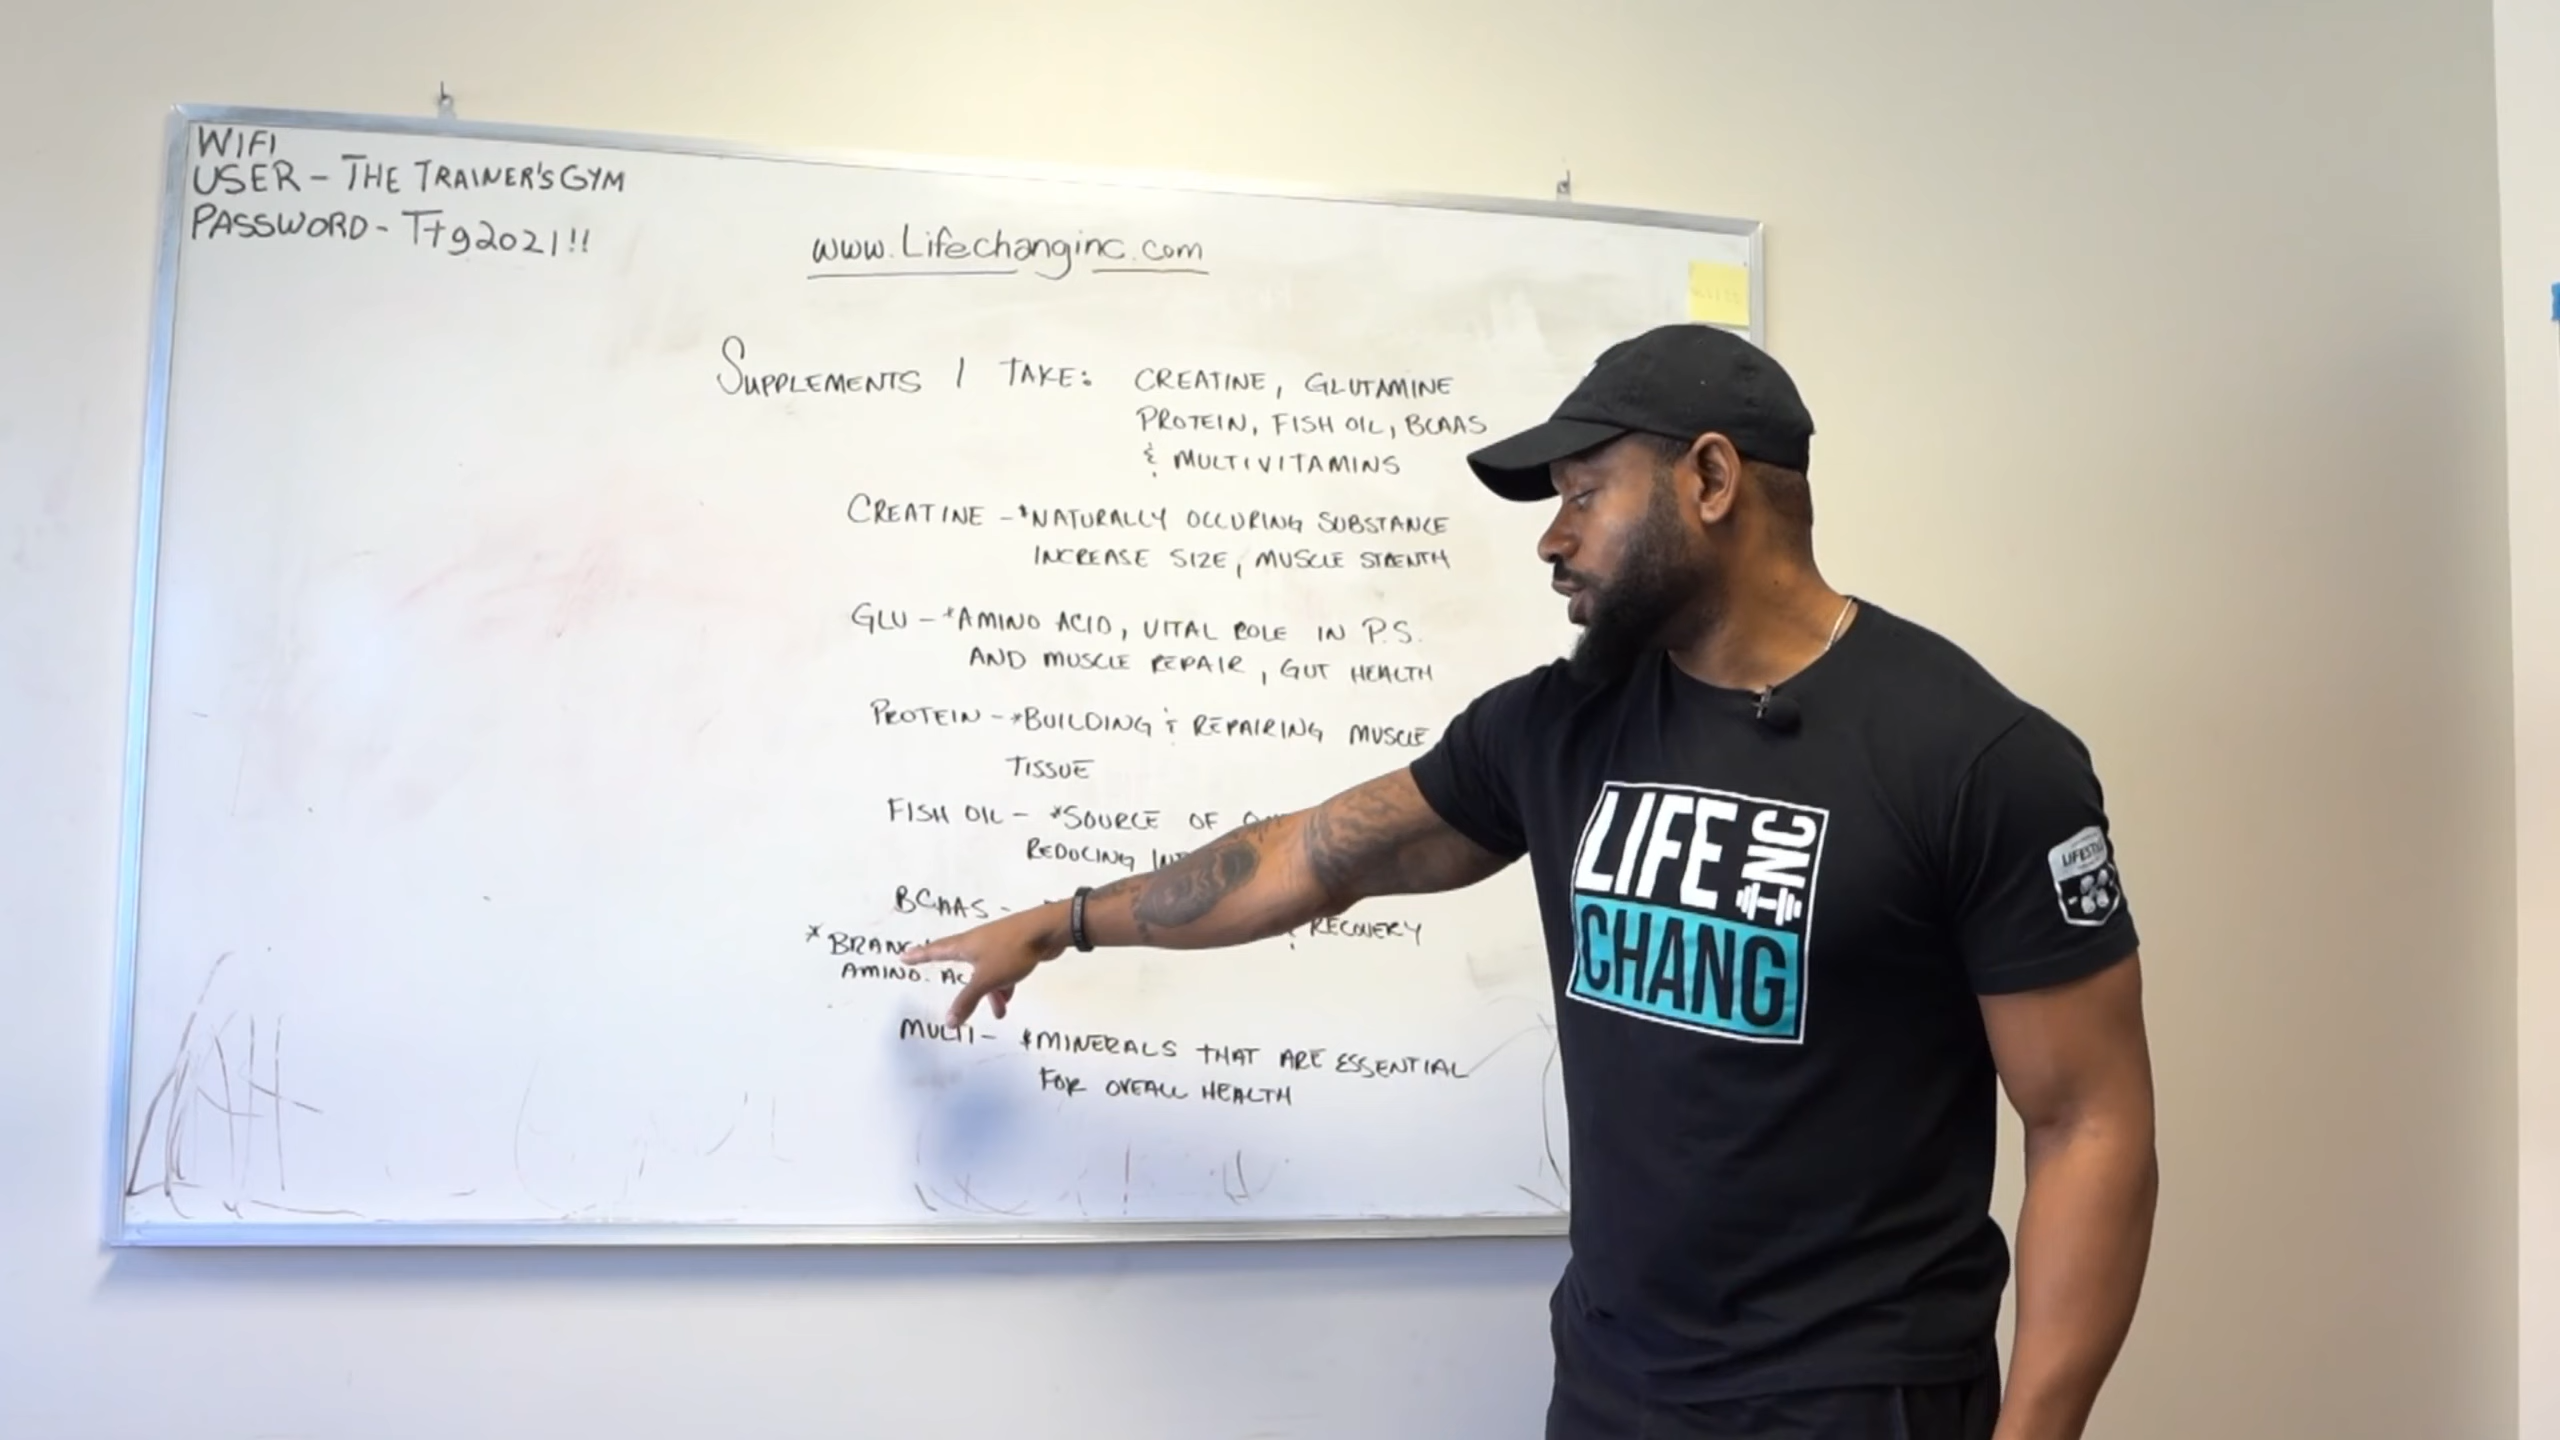 WIFI
USER - THE TRAINER'S GYM
PASSWORD - Ttg2021!!
www.Lifechanginc.com
SUPPLEMENTS I TAKE: CREATINE, GLUTAMINE
PROTEIN, FISH OIL, BCAAS
& MULTIVITAMINS
CREATINE - *NATURALLY OCCURING SUBSTANCE
INCREASE SIZE, MUSCLE STRENTH
GLU - *AMINO ACID, VITAL ROLE IN P.S.
AND MUSCLE REPAIR, GUT HEALTH
PROTEIN - *BUILDING & REPAIRING MUSCLE
TISSUE
FISH OIL - *SOURCE OF
REDUCING
BCAAS -
& RECOVERY
*
AMINO.
MULTI - *MINERALS THAT ARE ESSENTIAL
FOR OVEALL HEALTH
LIFE
INC
CHANG